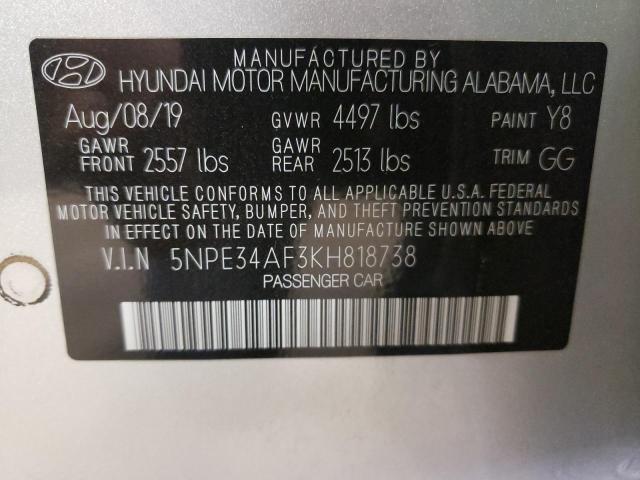 MANUFACTURED BY
HYUNDAI MOTOR MANUFACTURING ALABAMA, LLC
Aug/08/19 GVWR 4497 lbs PAINT Y8
GAWR FRONT 2557 lbs GAWR REAR 2513 lbs TRIM GG
THIS VEHICLE CONFORMS TO ALL APPLICABLE U.S.A. FEDERAL
MOTOR VEHICLE SAFETY, BUMPER, AND THEFT PREVENTION STANDARDS
IN EFFECT ON THE DATE OF MANUFACTURE SHOWN ABOVE.
V.I.N 5NPE34AF3KH818738
PASSENGER CAR